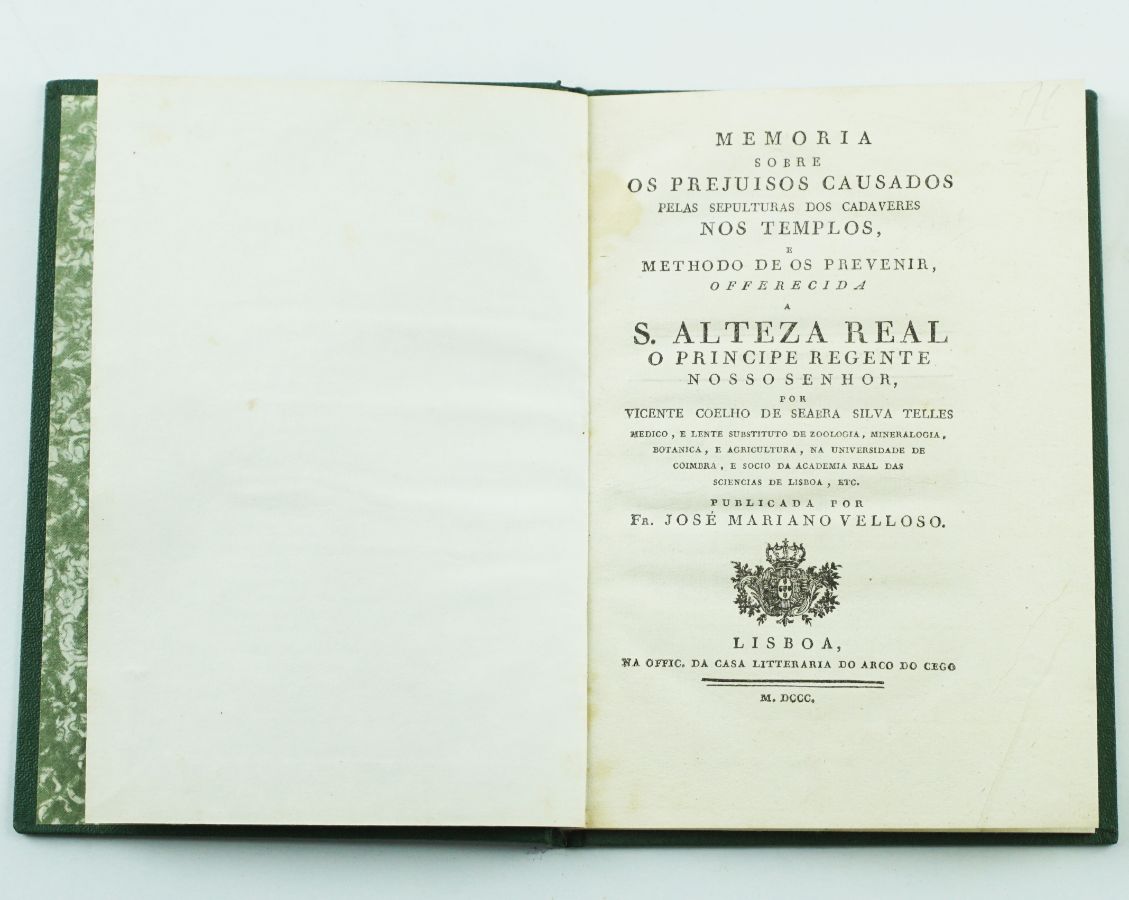 MEMORIA
SOBRE
OS PREJUISOS CAUSADOS
PELAS SEPULTURAS DOS CADAVERES
NOS TEMPLOS,
E
METHODO DE OS PREVENIR,
OFFERECIDA
A
S. ALTEZA REAL
O PRINCIPE REGENTE
NOSSO SENHOR,
POR
VICENTE COELHO DE SEABRA SILVA TELLES
MEDICO, E LENTE SUBSTITUTO DE ZOOLOGIA, MINERALOGIA,
BOTANICA, E AGRICULTURA, NA UNIVERSIDADE DE
COIMBRA, E SOCIO DA ACADEMIA REAL DAS
SCIENCIAS DE LISBOA, ETC.
PUBLICADA POR
FR. JOSÉ MARIANO VELLOSO.
LISBOA,
NA OFFIC. DA CASA LITTERARIA DO ARCO DO CEGO
M. DCCC.